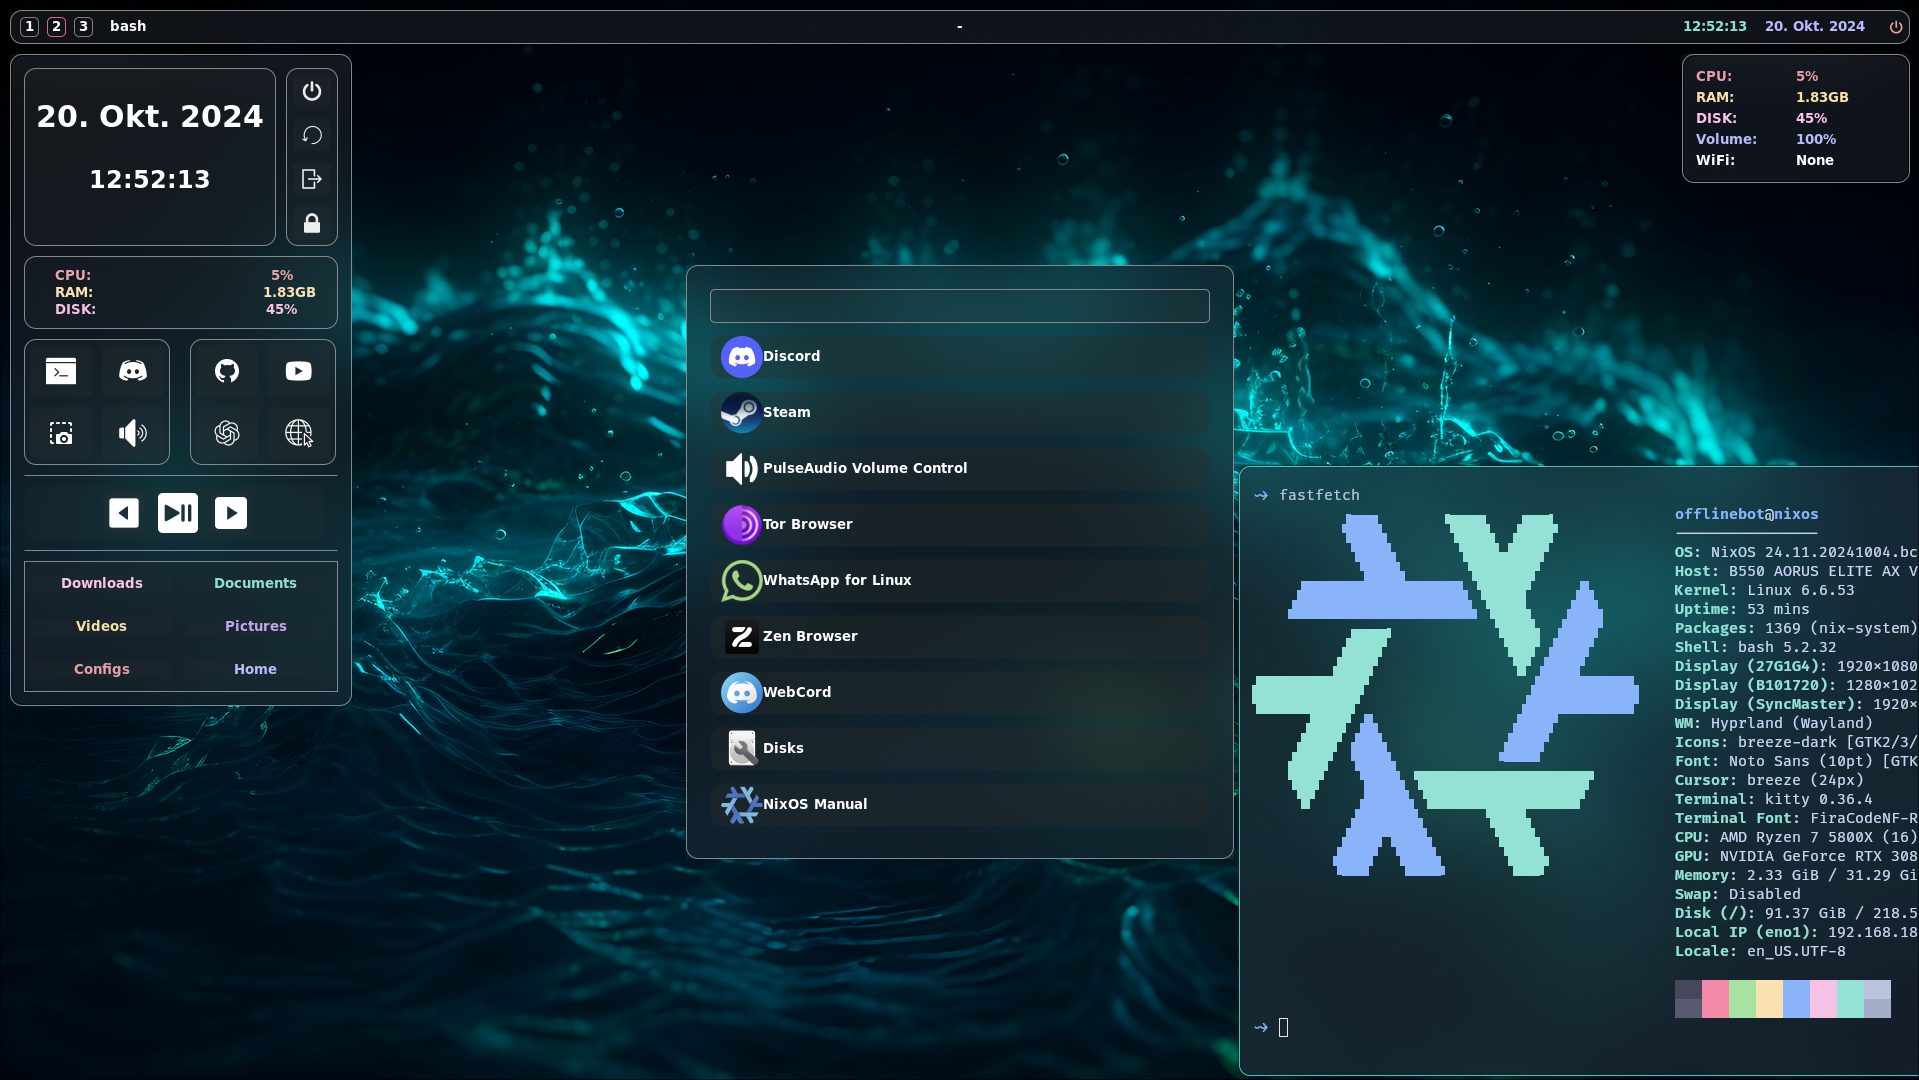 1 2 3 bash
-
12:52:13 20. Okt. 2024
20. Okt. 2024
12:52:13
CPU: 5%
RAM: 1.83GB
DISK: 45%
Downloads Documents
Videos Pictures
Configs Home
Discord
Steam
PulseAudio Volume Control
Tor Browser
WhatsApp for Linux
Zen Browser
WebCord
Disks
NixOS Manual
CPU: 5%
RAM: 1.83GB
DISK: 45%
Volume: 100%
WiFi: None
fastfetch
offlinebot@nixos
OS: NixOS 24.11.20241004.bc
Host: B550 AORUS ELITE AX V
Kernel: Linux 6.6.53
Uptime: 53 mins
Packages: 1369 (nix-system)
Shell: bash 5.2.32
Display (27G1G4): 1920×1080
Display (B101720): 1280×102
Display (SyncMaster): 1920×
WM: Hyprland (Wayland)
Icons: breeze-dark [GTK2/3/
Font: Noto Sans (10pt) [GTK
Cursor: breeze (24px)
Terminal: kitty 0.36.4
Terminal Font: FiraCodeNF-R
CPU: AMD Ryzen 7 5800X (16)
GPU: NVIDIA GeForce RTX 308
Memory: 2.33 GiB / 31.29 Gi
Swap: Disabled
Disk (/): 91.37 GiB / 218.5
Local IP (eno1): 192.168.18
Locale: en_US.UTF-8